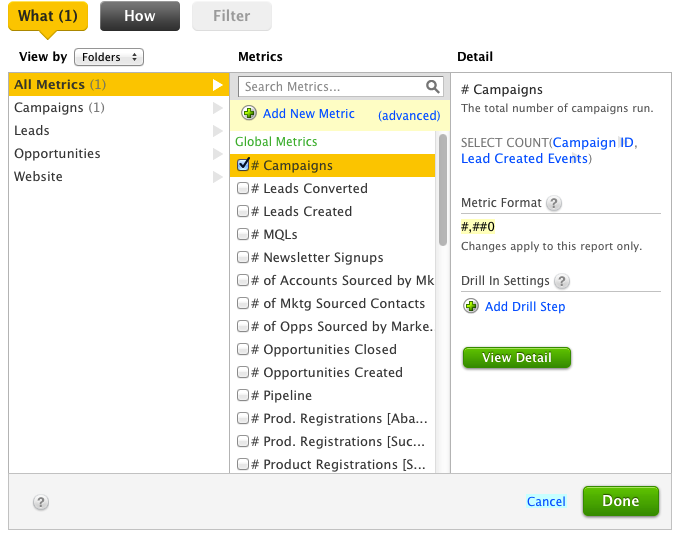 What (1)
How
Filter
View by
Folders
Metrics
Detail
All Metrics (1)
Campaigns (1)
Leads
Opportunities
Website
Search Metrics...
Add New Metric
(advanced)
Global Metrics
# Campaigns
# Leads Converted
# Leads Created
# MQLs
# Newsletter Signups
# of Accounts Sourced by Mk
# of Mktg Sourced Contacts
# of Opps Sourced by Marke...
# Opportunities Closed
# Opportunities Created
# Pipeline
# Prod. Registrations [Aba...
# Prod. Registrations [Suc...
# Product Registrations [S...
# Campaigns
The total number of campaigns run.
SELECT COUNT(Campaign ID,
Lead Created Events)
Metric Format ?
#,##0
Changes apply to this report only.
Drill In Settings ?
Add Drill Step
View Detail
?
Cancel
Done